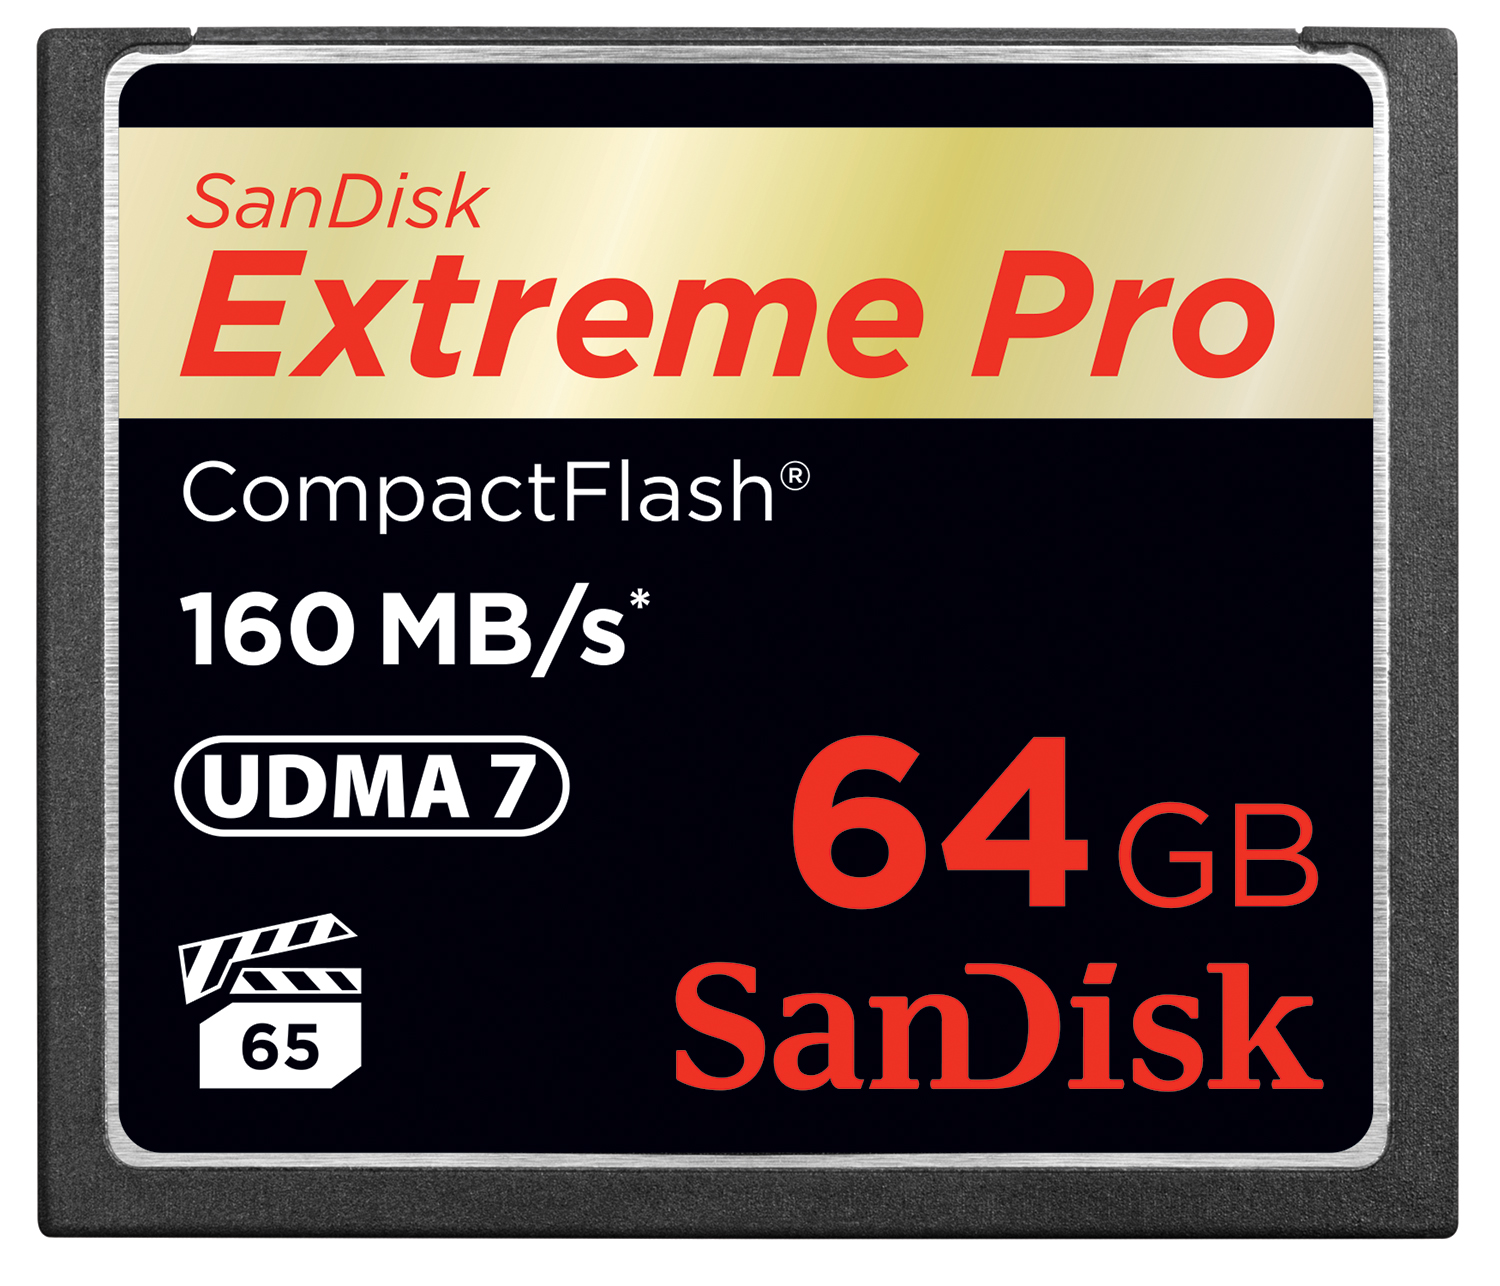 SanDisk
Extreme Pro
CompactFlash®
160 MB/s*
UDMA 7
64 GB
65
SanDisk